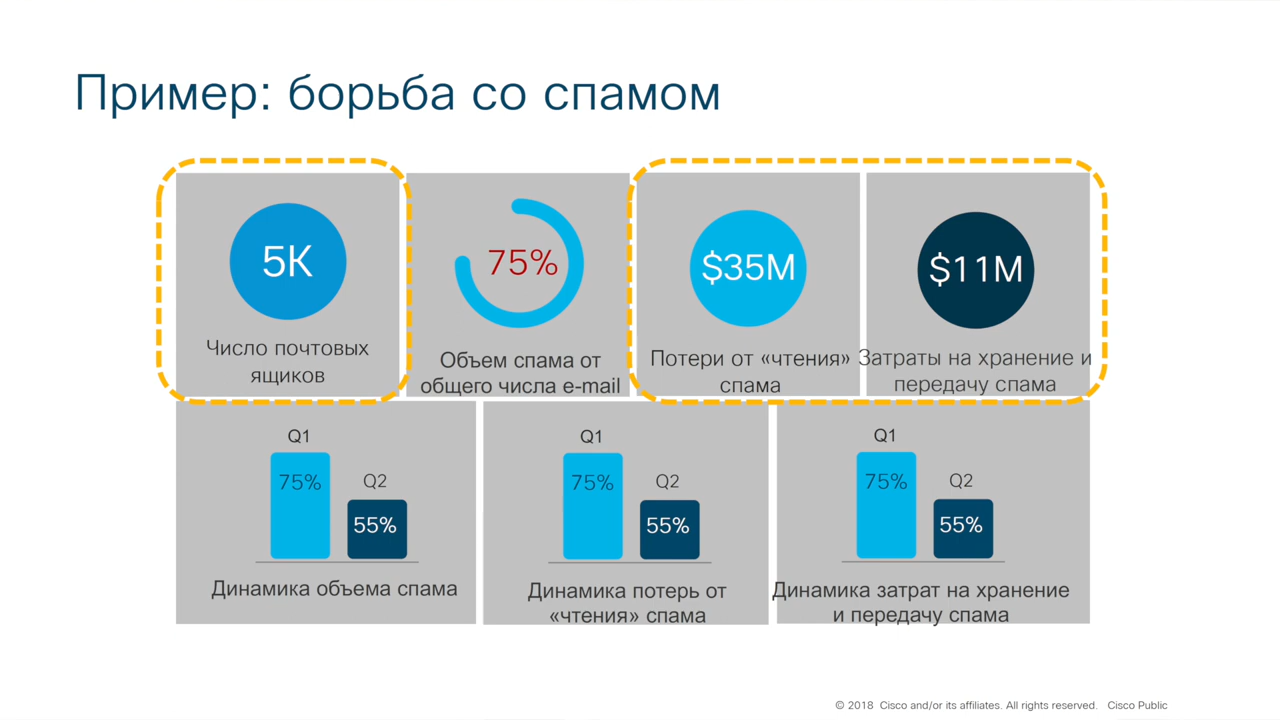 Пример: борьба со спамом
5K
Число почтовых
ящиков
75%
Объем спама от
общего числа e-mail
$35M
Потери от «чтения»
спама
$11M
Затраты на хранение и
передачу спама
Q1
75%
Q2
55%
Динамика объема спама
Q1
75%
Q2
55%
Динамика потерь от
«чтения» спама
Q1
75%
Q2
55%
Динамика затрат на хранение
и передачу спама
© 2018 Cisco and/or its affiliates. All rights reserved. Cisco Public